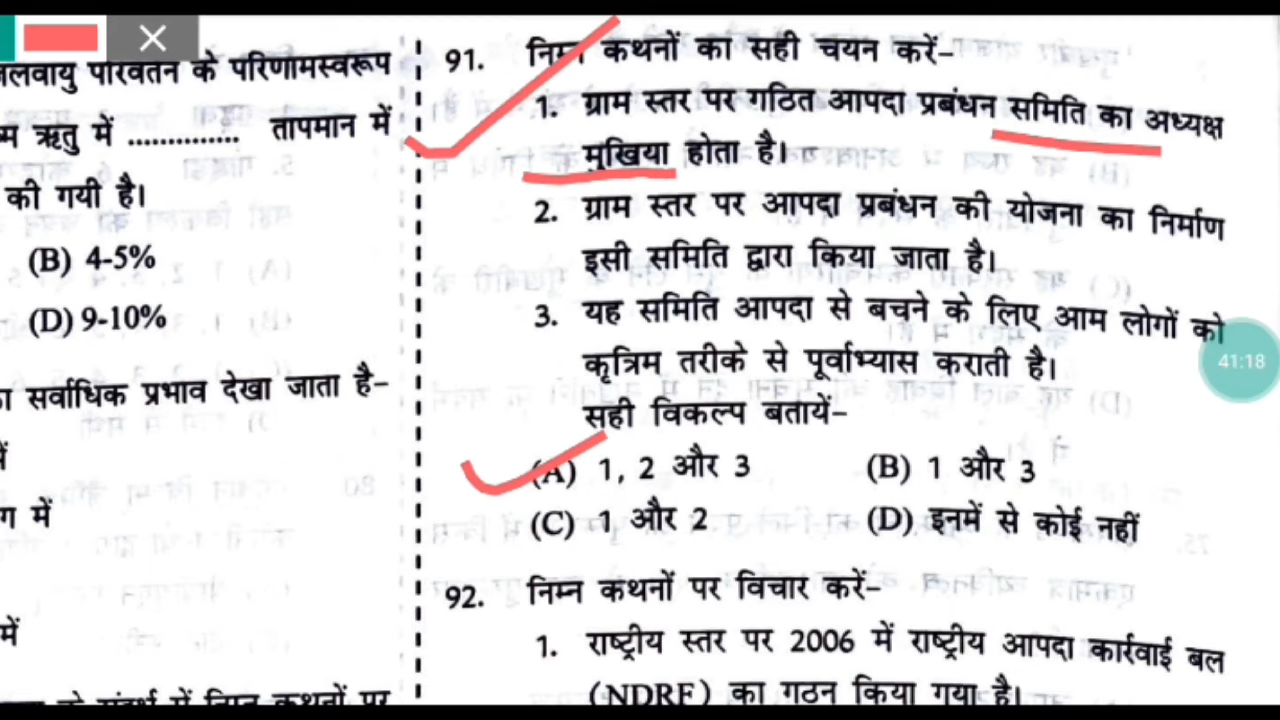 जलवायु परिवर्तन के परिणामस्वरूप
ऋतु में ............... तापमान में
की गयी है।
(B) 4-5%
(D) 9-10%
सर्वाधिक प्रभाव देखा जाता है-
में
91. निम्न कथनों का सही चयन करें-
1. ग्राम स्तर पर गठित आपदा प्रबंधन समिति का अध्यक्ष
मुखिया होता है।
2. ग्राम स्तर पर आपदा प्रबंधन की योजना का निर्माण
इसी समिति द्वारा किया जाता है।
3. यह समिति आपदा से बचने के लिए आम लोगों को
कृत्रिम तरीके से पूर्वाभ्यास कराती है।
सही विकल्प बतायें-
(A) 1, 2 और 3 (B) 1 और 3
(C) 1 और 2 (D) इनमें से कोई नहीं
92. निम्न कथनों पर विचार करें-
1. राष्ट्रीय स्तर पर 2006 में राष्ट्रीय आपदा कार्रवाई बल
(NDRF) का गठन किया गया है।
41:18